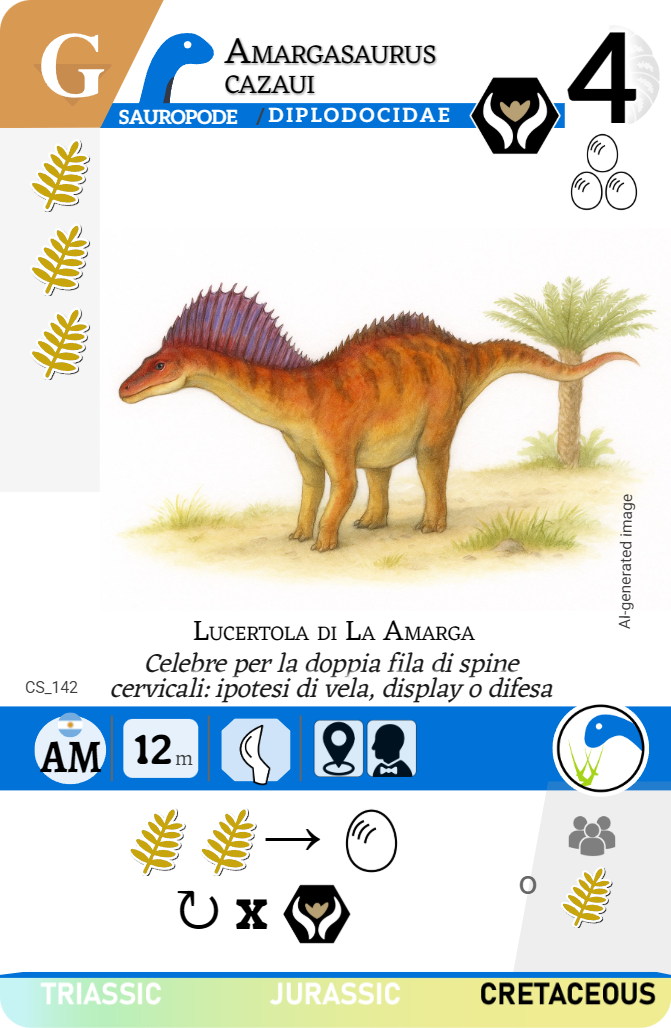 G
AMARGASAURUS
CAZAUI
4
SAUROPODE / DIPLODOCIDAE
AI-generated image
LUCERTOLA DI LA AMARGA
Celebre per la doppia fila di spine
cervicali: ipotesi di vela, display o difesa
CS_142
AM
12 m
O
x
TRIASSIC JURASSIC CRETACEOUS